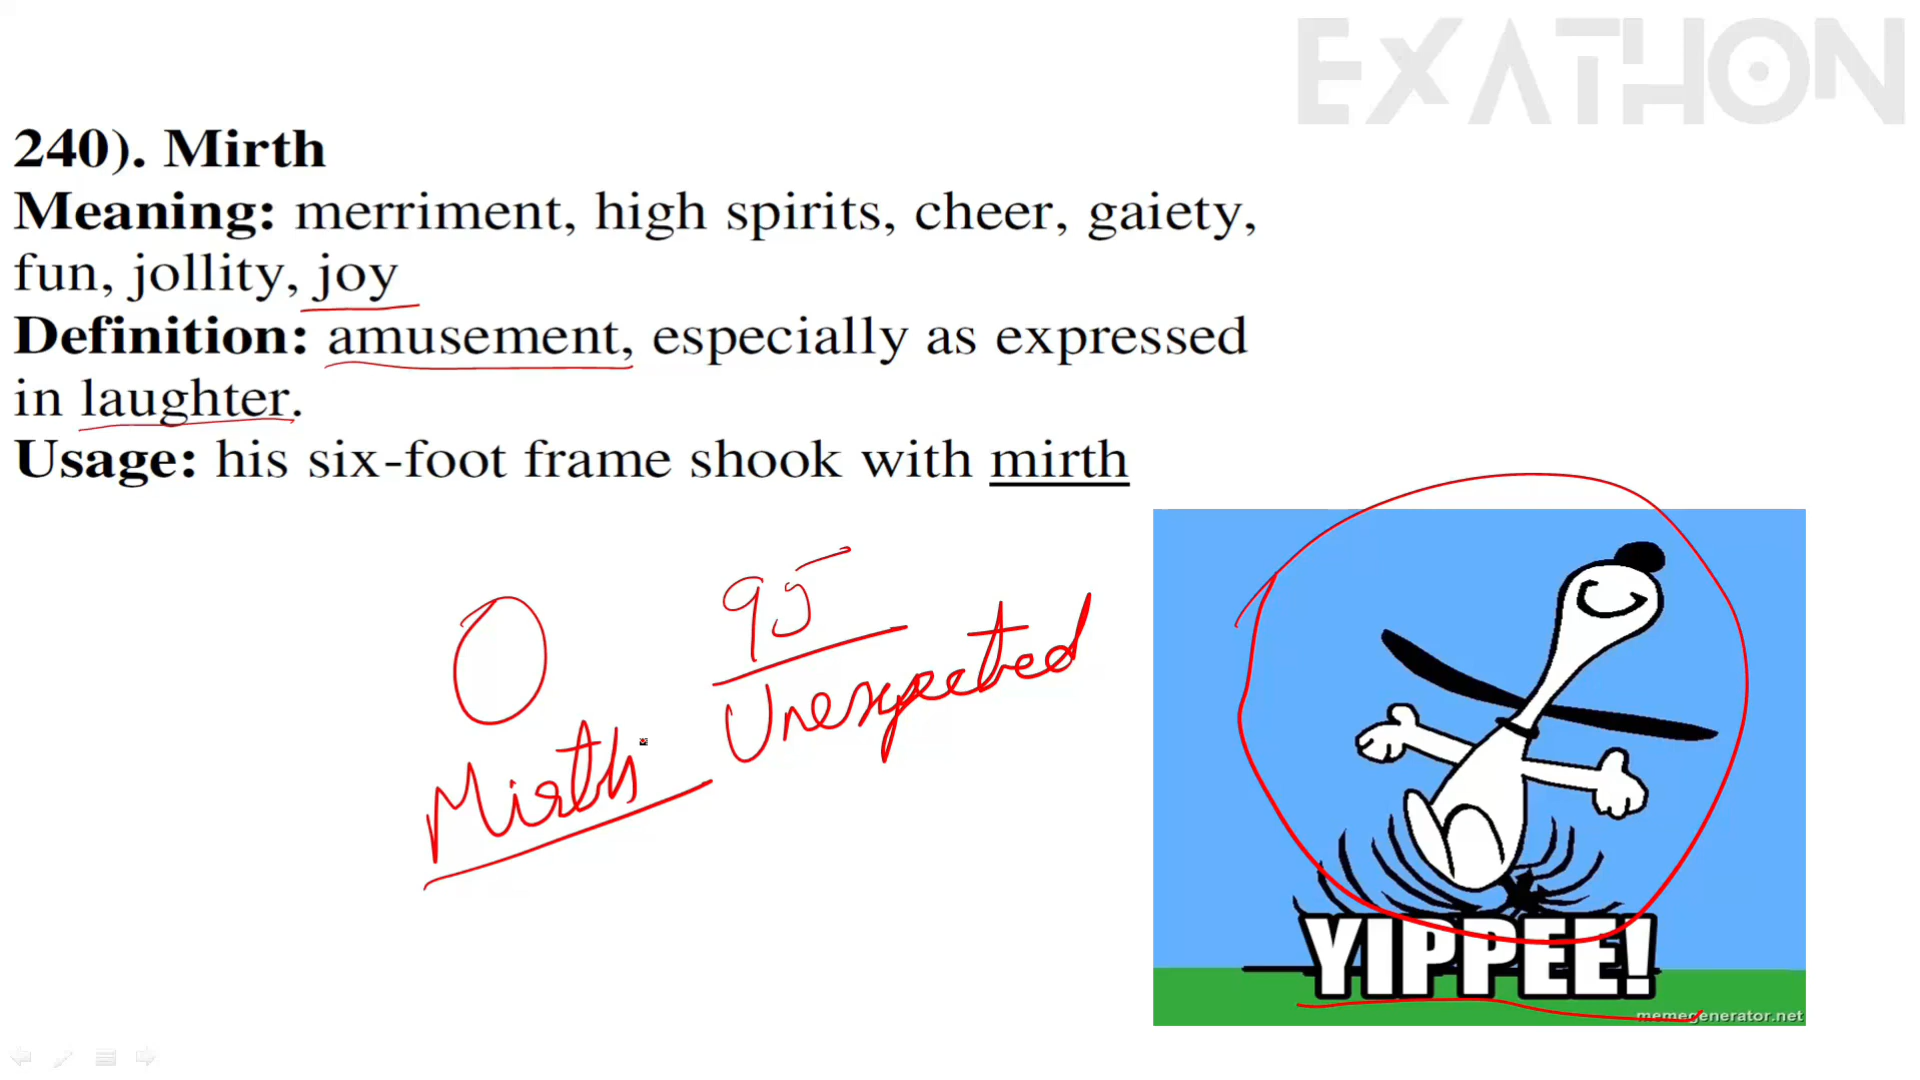 EXATHON
240). Mirth
Meaning: merriment, high spirits, cheer, gaiety,
fun, jollity, joy
Definition: amusement, especially as expressed
in laughter.
Usage: his six-foot frame shook with mirth
95
Unexpected
Mirth
YIPPEE!
memegenerator.net